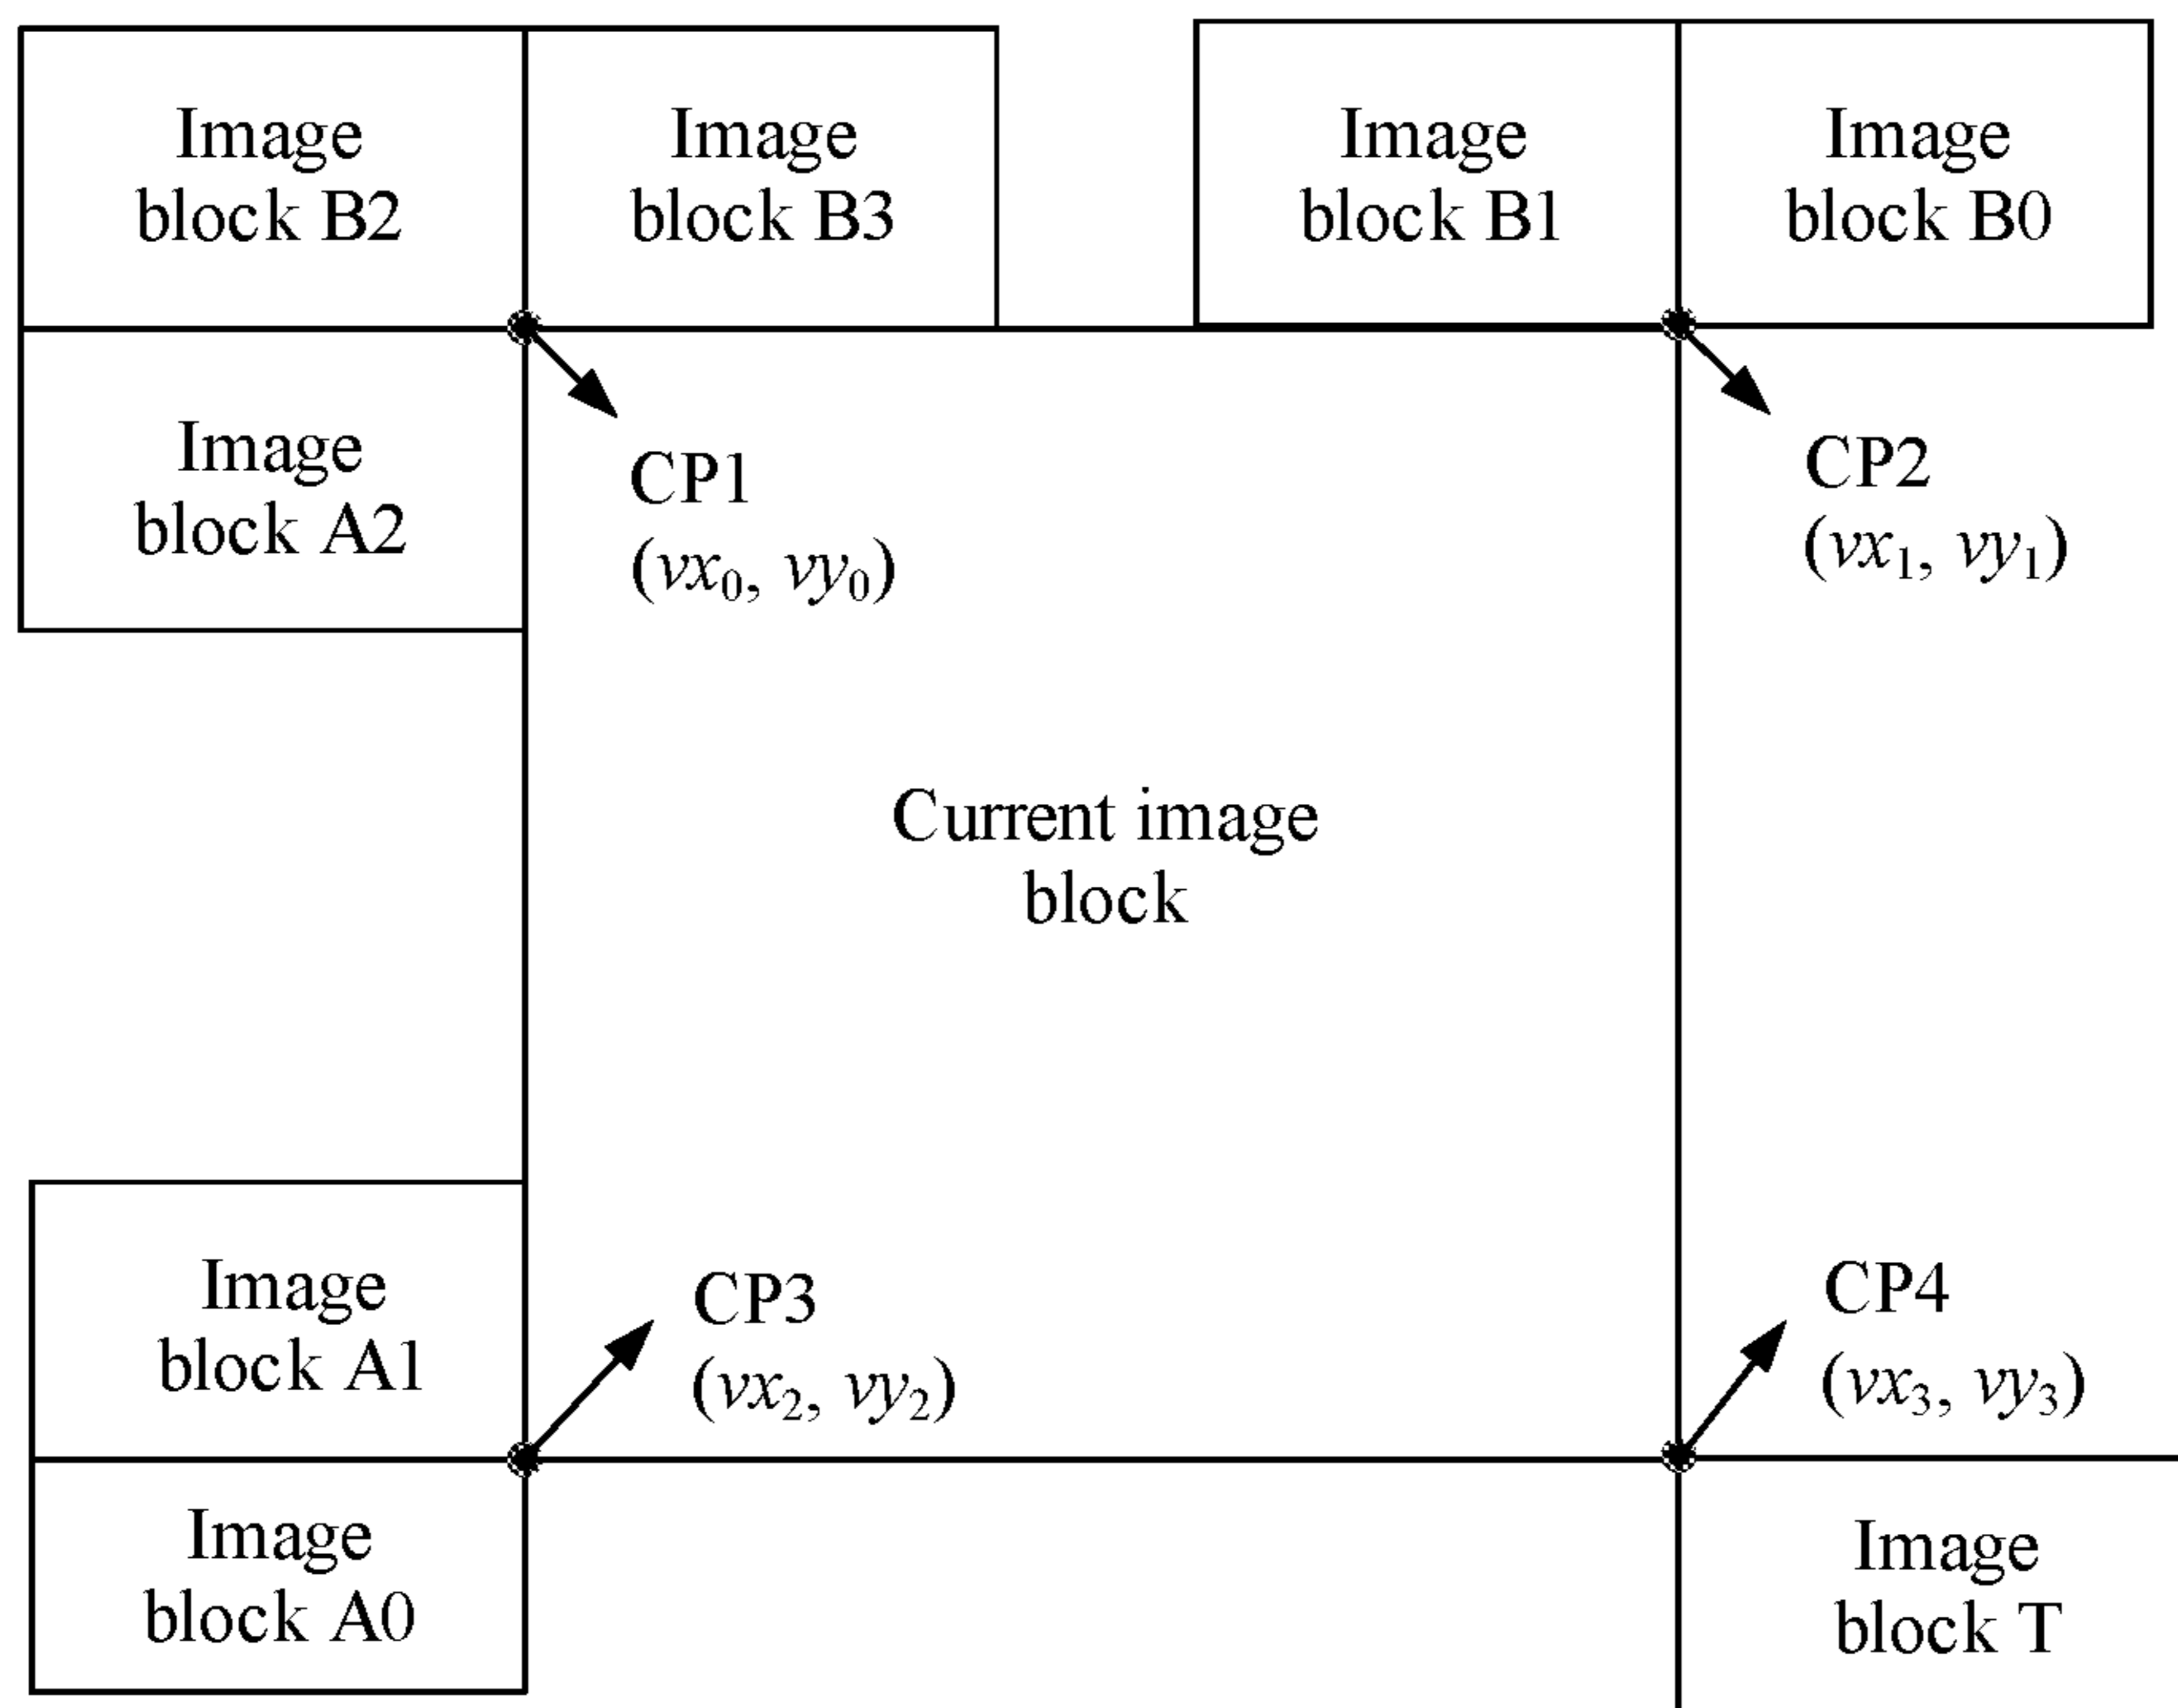 Image
block B2
Image
block B3
Image
block B1
Image
block B0
Image
block A2
CP1
(vx₀, vy₀)
CP2
(vx₁, vy₁)
Current image
block
Image
block A1
CP3
(vx₂, vy₂)
CP4
(vx₃, vy₃)
Image
block A0
Image
block T